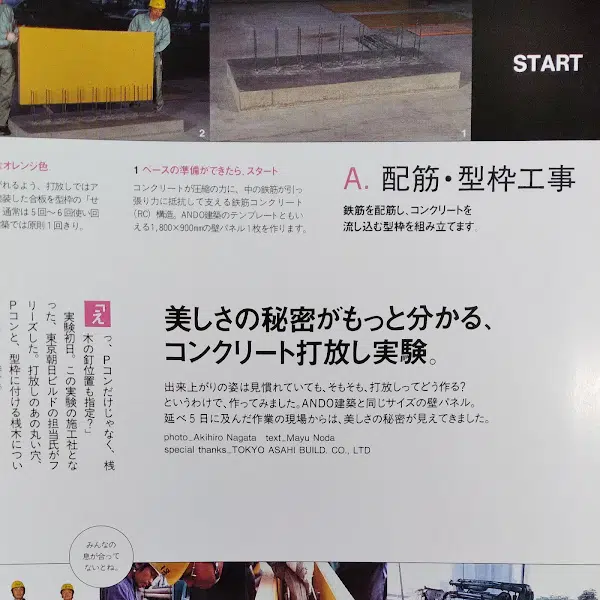 START
2
1
オレンジ色
れるよう、打放しではア
装した合板を型枠の「せ
通常は5回〜6回使い回
築では原則1回きり。
1 ベースの準備ができたら、スタート
コンクリートが圧縮の力に、中の鉄筋が引っ
張り力に抵抗して支える鉄筋コンクリート
(RC) 構造。ANDO建築のテンプレートともい
える1,800×900mmの壁パネル1枚を作ります。
A. 配筋・型枠工事
鉄筋を配筋し、コンクリートを
流し込む型枠を組み立てます。
美しさの秘密がもっと分かる、
コンクリート打放し実験。
出来上がりの姿は見慣れていても、そもそも、打放しってどう作る?
というわけで、作ってみました。ANDO建築と同じサイズの壁パネル。
延べ5日に及んだ作業の現場からは、美しさの秘密が見えてきました。
photo_Akihiro Nagata text_Mayu Noda
special thanks_TOKYO ASAHI BUILD. CO., LTD
「え
っ、Pコンだけじゃなく、桟
木の釘位置も指定?」
実験初日。この実験の施工社とな
った、東京朝日ビルドの担当氏がフ
リーズした。打放しのあの丸い穴、
Pコンと、型枠に付ける桟木につい
みんなの
息が合って
ないとね。